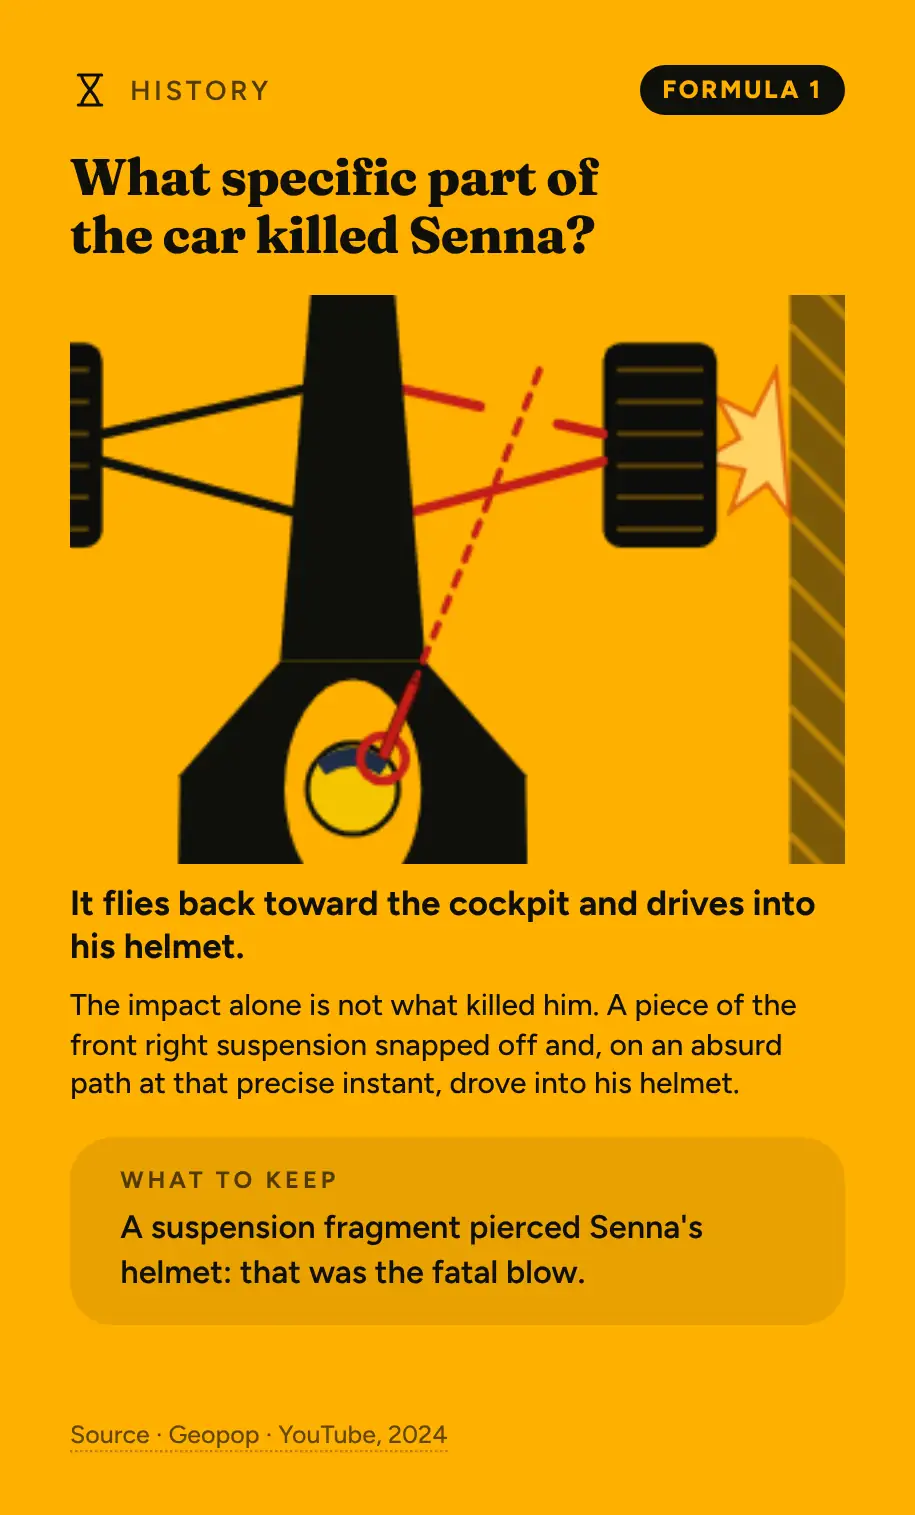 HISTORY
FORMULA 1
What specific part of
the car killed Senna?
It flies back toward the cockpit and drives into
his helmet.
The impact alone is not what killed him. A piece of the
front right suspension snapped off and, on an absurd
path at that precise instant, drove into his helmet.
WHAT TO KEEP
A suspension fragment pierced Senna's
helmet: that was the fatal blow.
Source · Geopop · YouTube, 2024